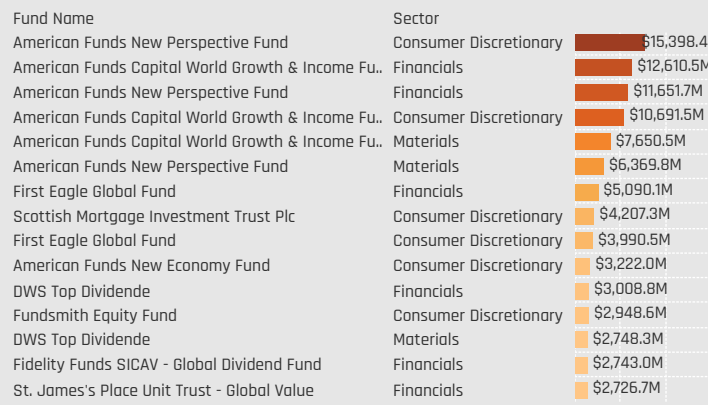 Fund Name Sector
American Funds New Perspective Fund Consumer Discretionary $15,398.4
American Funds Capital World Growth & Income Fu.. Financials $12,610.5M
American Funds New Perspective Fund Financials $11,651.7M
American Funds Capital World Growth & Income Fu.. Consumer Discretionary $10,691.5M
American Funds Capital World Growth & Income Fu.. Materials $7,650.5M
American Funds New Perspective Fund Materials $6,369.8M
First Eagle Global Fund Financials $5,090.1M
Scottish Mortgage Investment Trust Plc Consumer Discretionary $4,207.3M
First Eagle Global Fund Consumer Discretionary $3,990.5M
American Funds New Economy Fund Consumer Discretionary $3,222.0M
DWS Top Dividende Financials $3,008.8M
Fundsmith Equity Fund Consumer Discretionary $2,948.6M
DWS Top Dividende Materials $2,748.3M
Fidelity Funds SICAV - Global Dividend Fund Financials $2,743.0M
St. James's Place Unit Trust - Global Value Financials $2,726.7M